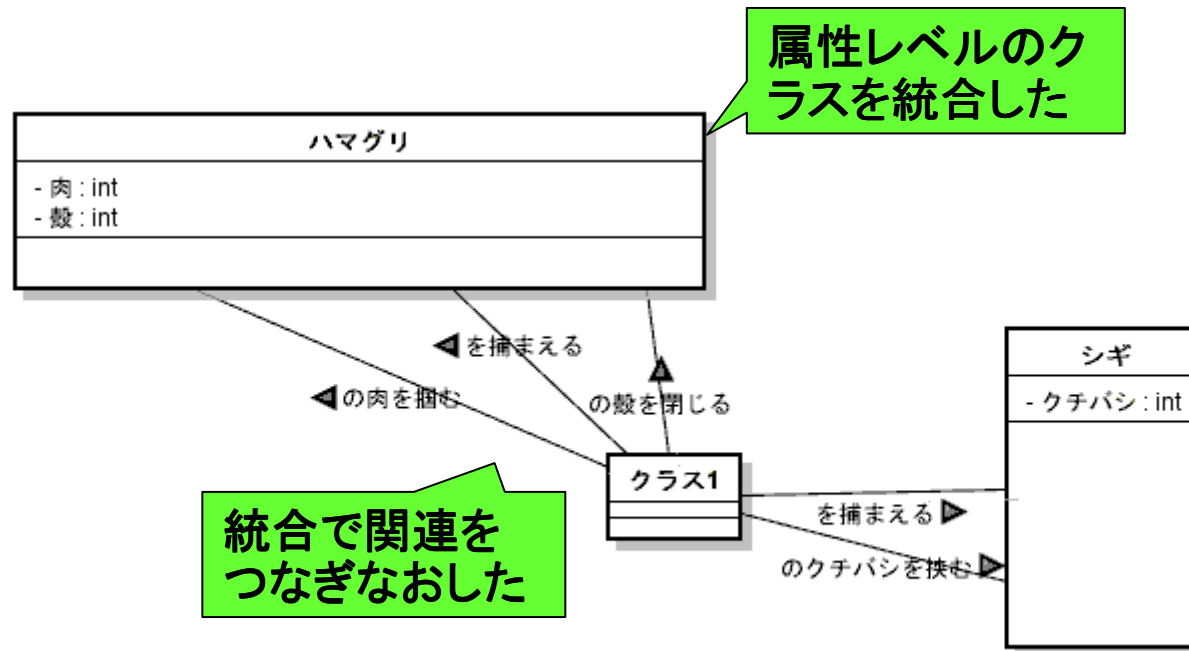 属性レベルのク
ラスを統合した
ハマグリ
- 肉 : int
- 殻 : int
を捕まえる
の肉を掴む
の殻を閉じる
シギ
- クチバシ : int
クラス1
を捕まえる
のクチバシを挟む
統合で関連を
つなぎなおした